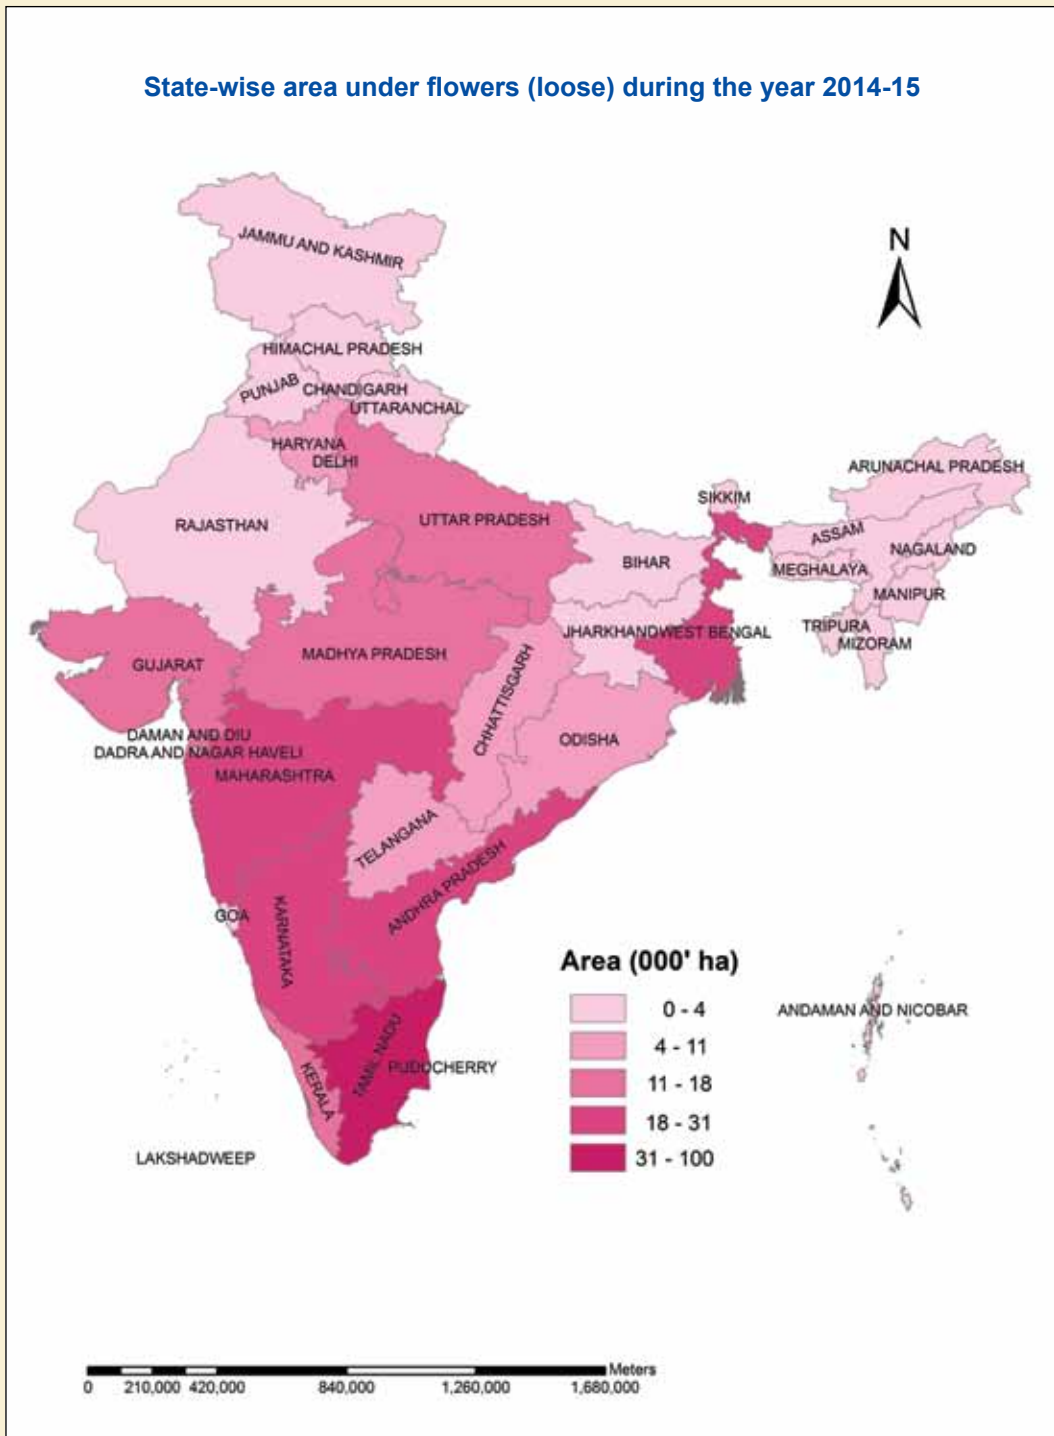 State-wise area under flowers (loose) during the year 2014-15
N
JAMMU AND KASHMIR
HIMACHAL PRADESH
PUNJAB
CHANDIGARH
UTTARANCHAL
HARYANA
DELHI
ARUNACHAL PRADESH
SIKKIM
RAJASTHAN
UTTAR PRADESH
ASSAM
NAGALAND
BIHAR
MEGHALAYA
MANIPUR
TRIPURA
MIZORAM
JHARKHAND
WEST BENGAL
GUJARAT
MADHYA PRADESH
CHHATTISGARH
ODISHA
DAMAN AND DIU
DADRA AND NAGAR HAVELI
MAHARASHTRA
TELANGANA
ANDHRA PRADESH
GOA
KARNATAKA
Area (000' ha)
0 - 4
4 - 11
11 - 18
18 - 31
31 - 100
ANDAMAN AND NICOBAR
TAMIL NADU
PUDUCHERRY
KERALA
LAKSHADWEEP
Meters
0 210,000 420,000 840,000 1,260,000 1,680,000